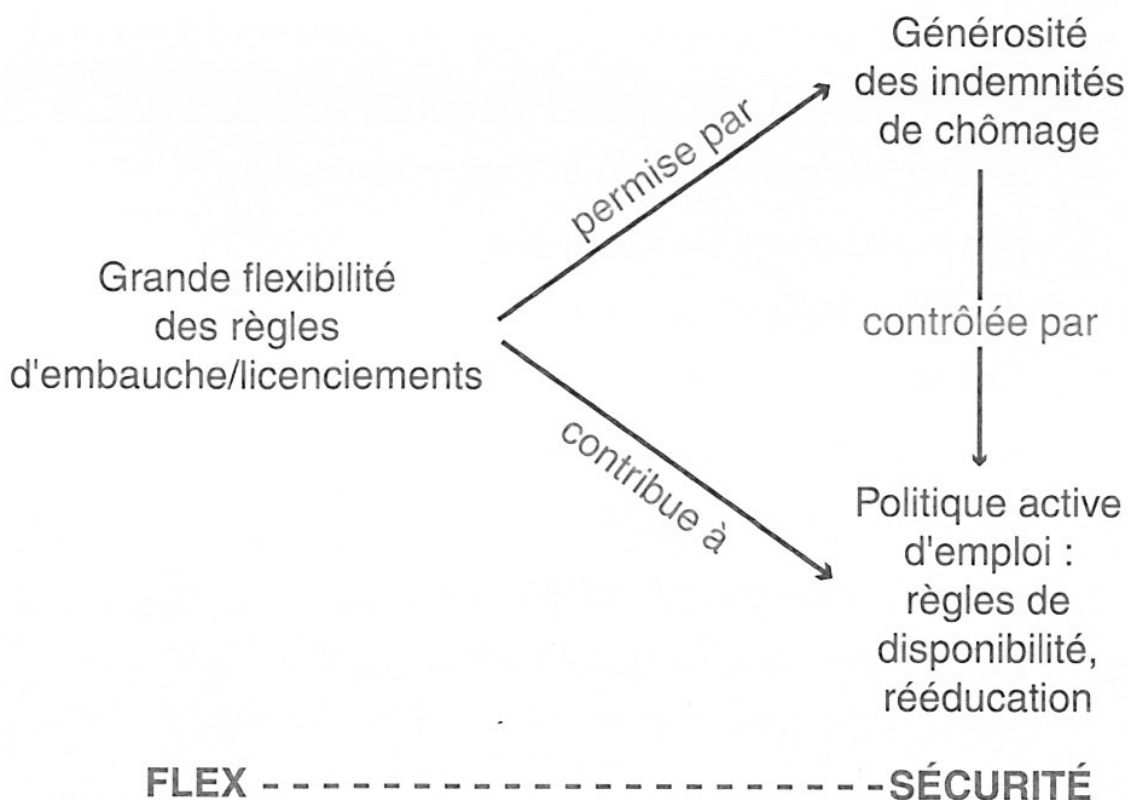 Générosité
des indemnités
de chômage
permise par
Grande flexibilité
des règles
d'embauche/licenciements
contrôlée par
contribue à
Politique active
d'emploi :
règles de
disponibilité,
rééducation
FLEX - - - - - - - - - - - - - - - - - - SÉCURITÉ